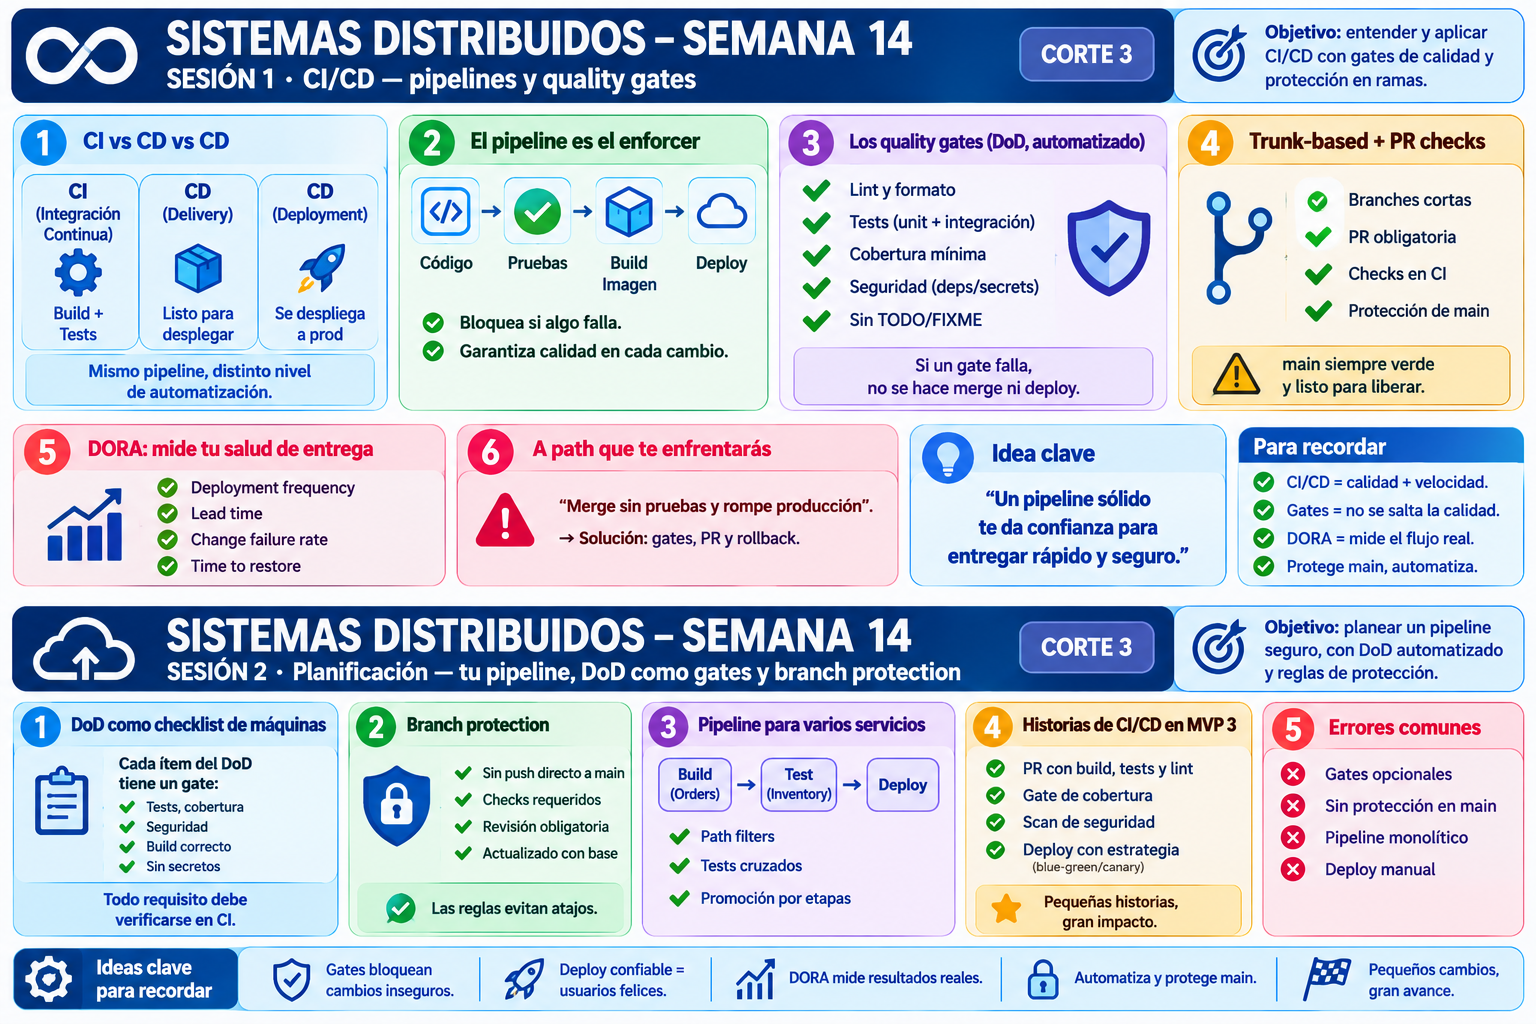 SISTEMAS DISTRIBUIDOS – SEMANA 14
SESIÓN 1 · CI/CD — pipelines y quality gates
CORTE 3
Objetivo: entender y aplicar
CI/CD con gates de calidad y
protección en ramas.
1 CI vs CD vs CD
CI
(Integración
Continua)
Build +
Tests
CD
(Delivery)
Listo para
desplegar
CD
(Deployment)
Se despliega
a prod
Mismo pipeline, distinto nivel
de automatización.
2 El pipeline es el enforcer
Código
Pruebas
Build
Imagen
Deploy
Bloquea si algo falla.
Garantiza calidad en cada cambio.
3 Los quality gates (DoD, automatizado)
Lint y formato
Tests (unit + integración)
Cobertura mínima
Seguridad (deps/secrets)
Sin TODO/FIXME
Si un gate falla,
no se hace merge ni deploy.
4 Trunk-based + PR checks
Branches cortas
PR obligatoria
Checks en CI
Protección de main
main siempre verde
y listo para liberar.
5 DORA: mide tu salud de entrega
Deployment frequency
Lead time
Change failure rate
Time to restore
6 A path que te enfrentarás
“Merge sin pruebas y rompe producción”.
→ Solución: gates, PR y rollback.
Idea clave
“Un pipeline sólido
te da confianza para
entregar rápido y seguro.”
Para recordar
CI/CD = calidad + velocidad.
Gates = no se salta la calidad.
DORA = mide el flujo real.
Protege main, automatiza.
SISTEMAS DISTRIBUIDOS – SEMANA 14
SESIÓN 2 · Planificación — tu pipeline, DoD como gates y branch protection
CORTE 3
Objetivo: planear un pipeline
seguro, con DoD automatizado
y reglas de protección.
1 DoD como checklist de máquinas
Cada ítem del DoD
tiene un gate:
Tests, cobertura
Seguridad
Build correcto
Sin secretos
Todo requisito debe
verificarse en CI.
2 Branch protection
Sin push directo a main
Checks requeridos
Revisión obligatoria
Actualizado con base
Las reglas evitan atajos.
3 Pipeline para varios servicios
Build
(Orders)
Test
(Inventory)
Deploy
Path filters
Tests cruzados
Promoción por etapas
4 Historias de CI/CD en MVP 3
PR con build, tests y lint
Gate de cobertura
Scan de seguridad
Deploy con estrategia
(blue-green/canary)
Pequeñas historias,
gran impacto.
5 Errores comunes
Gates opcionales
Sin protección en main
Pipeline monolítico
Deploy manual
Ideas clave
para recordar
Gates bloquean
cambios inseguros.
Deploy confiable =
usuarios felices.
DORA mide resultados reales.
Automatiza y protege main.
Pequeños cambios,
gran avance.